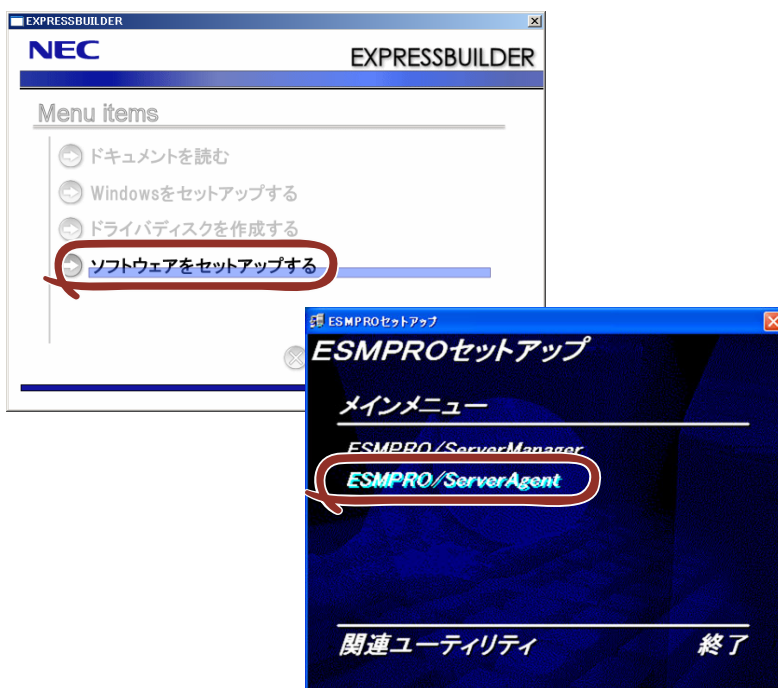 EXPRESSBUILDER
NEC
EXPRESSBUILDER
Menu items
ドキュメントを読む
Windowsをセットアップする
ドライバディスクを作成する
ソフトウェアをセットアップする
ESMPROセットアップ
ESMPROセットアップ
メインメニュー
ESMPRO/ServerManager
ESMPRO/ServerAgent
関連ユーティリティ
終了